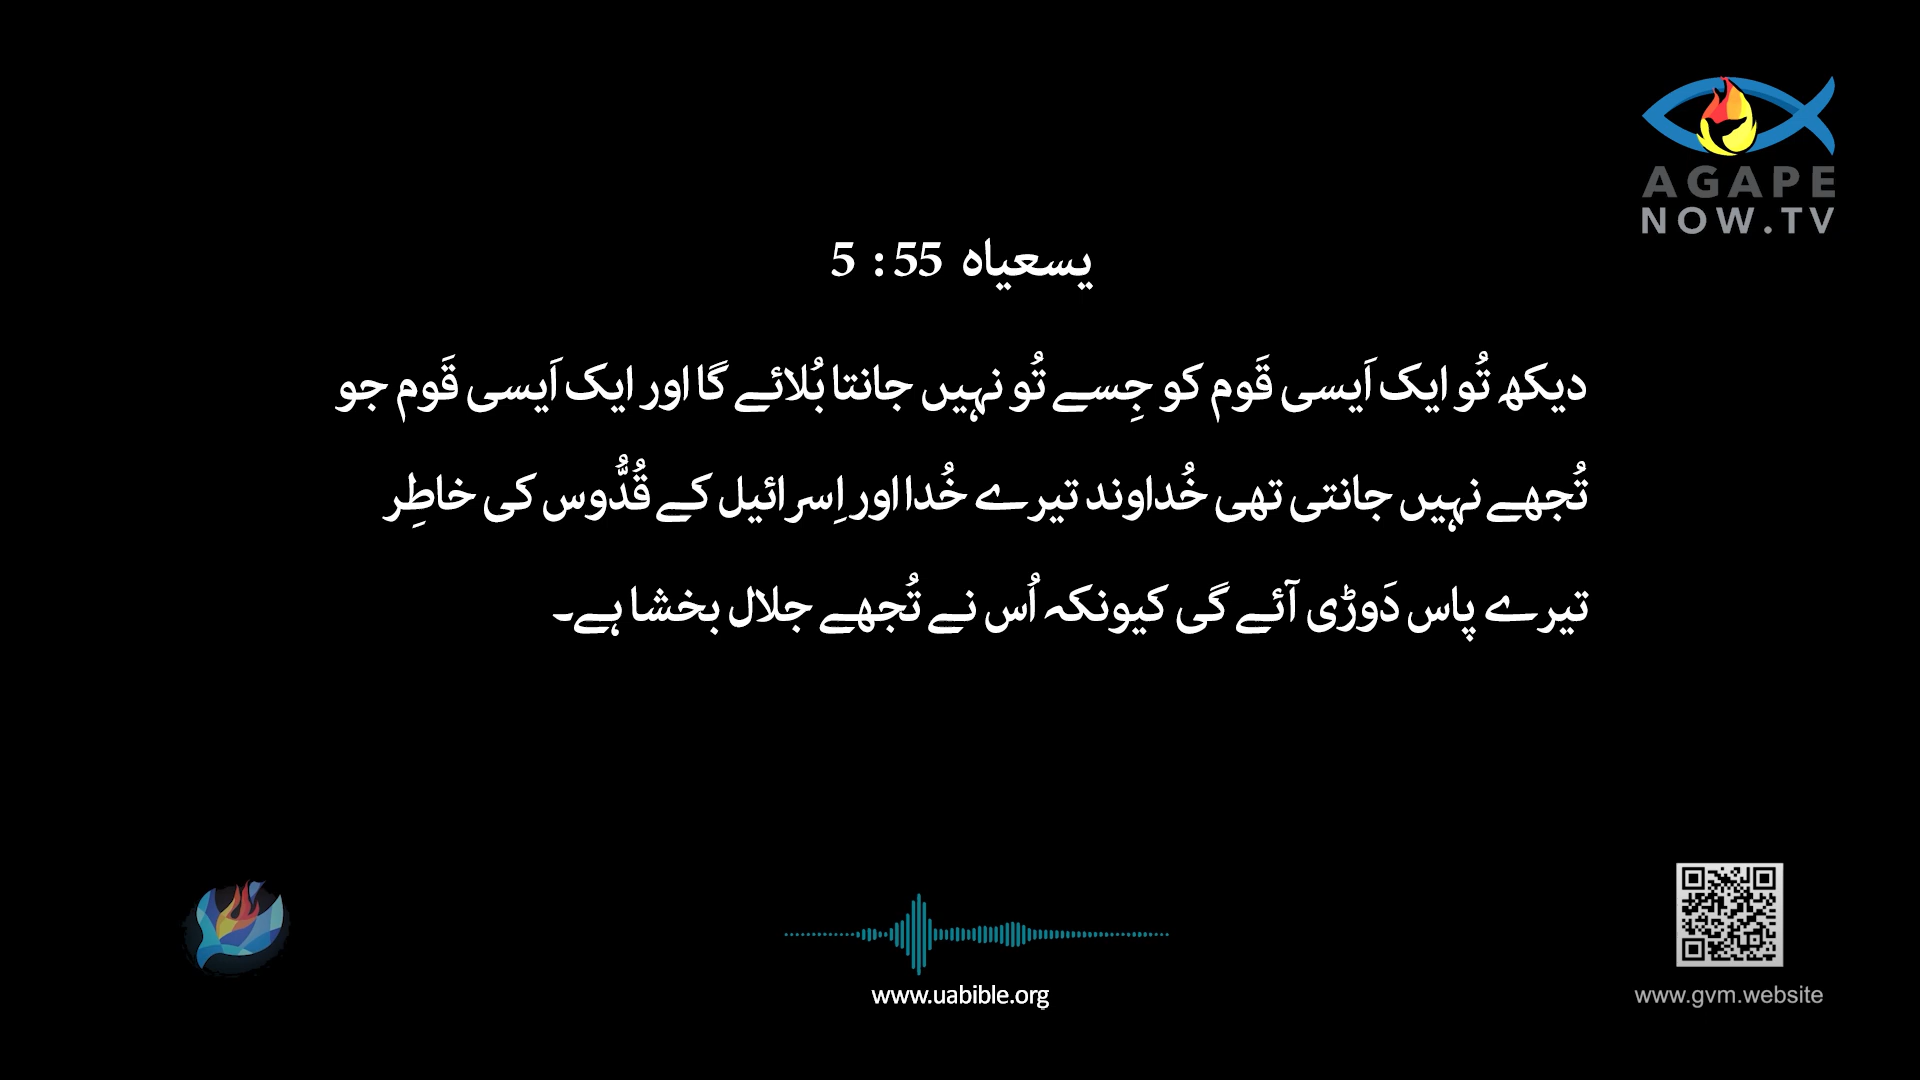 AGAPE
NOW.TV
یسعیاہ 55 : 5
دیکھ تُو ایک اَیسی قَوم کو جِسے تُو نہیں جانتا بُلائے گا اور ایک اَیسی قَوم جو
تُجھے نہیں جانتی تھی خُداوند تیرے خُدا اور اِسرائیل کے قُدُّوس کی خاطِر
تیرے پاس دَوڑی آئے گی کیونکہ اُس نے تُجھے جلال بخشا ہے۔
www.uabible.org
www.gvm.website